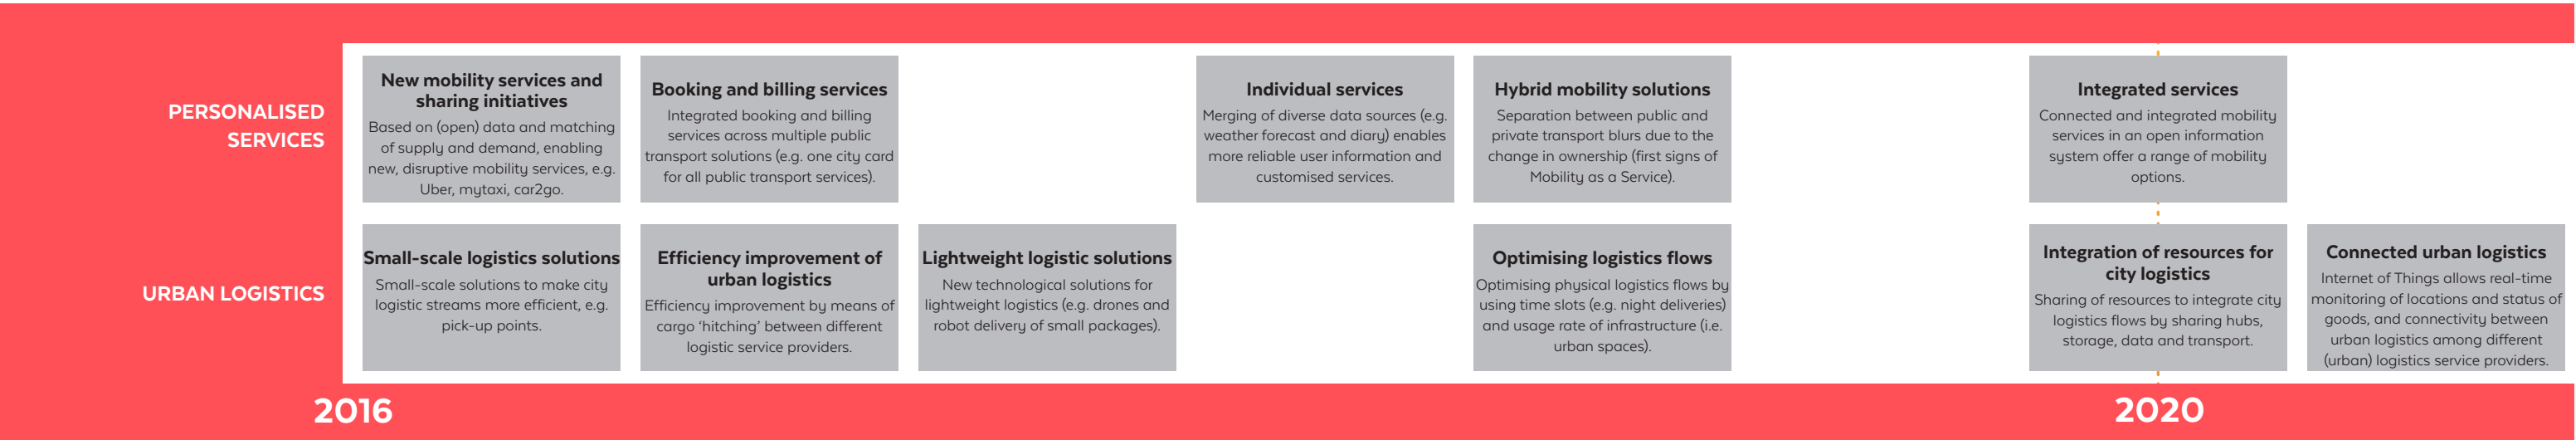 PERSONALISED
SERVICES
New mobility services and
sharing initiatives
Based on (open) data and matching
of supply and demand, enabling
new, disruptive mobility services, e.g.
Uber, mytaxi, car2go.
Booking and billing services
Integrated booking and billing
services across multiple public
transport solutions (e.g. one city card
for all public transport services).
Individual services
Merging of diverse data sources (e.g.
weather forecast and diary) enables
more reliable user information and
customised services.
Hybrid mobility solutions
Separation between public and
private transport blurs due to the
change in ownership (first signs of
Mobility as a Service).
Integrated services
Connected and integrated mobility
services in an open information
system offer a range of mobility
options.
URBAN LOGISTICS
Small-scale logistics solutions
Small-scale solutions to make city
logistic streams more efficient, e.g.
pick-up points.
Efficiency improvement of
urban logistics
Efficiency improvement by means of
cargo ‘hitching’ between different
logistic service providers.
Lightweight logistic solutions
New technological solutions for
lightweight logistics (e.g. drones and
robot delivery of small packages).
Optimising logistics flows
Optimising physical logistics flows by
using time slots (e.g. night deliveries)
and usage rate of infrastructure (i.e.
urban spaces).
Integration of resources for
city logistics
Sharing of resources to integrate city
logistics flows by sharing hubs,
storage, data and transport.
Connected urban logistics
Internet of Things allows real-time
monitoring of locations and status of
goods, and connectivity between
urban logistics among different
(urban) logistics service providers.
2016
2020